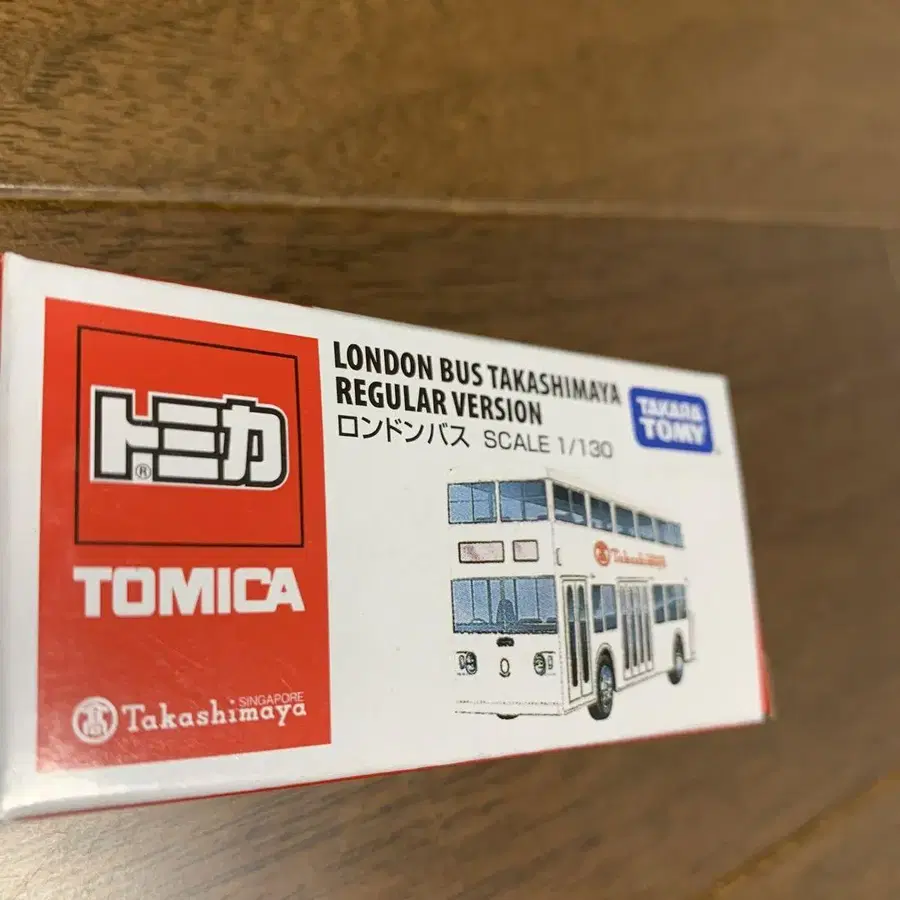 トミカ
®
TOMICA
SINGAPORE
Takashimaya
LONDON BUS TAKASHIMAYA
REGULAR VERSION
ロンドンバス SCALE 1/130
TAKARA
TOMY
Takashimaya